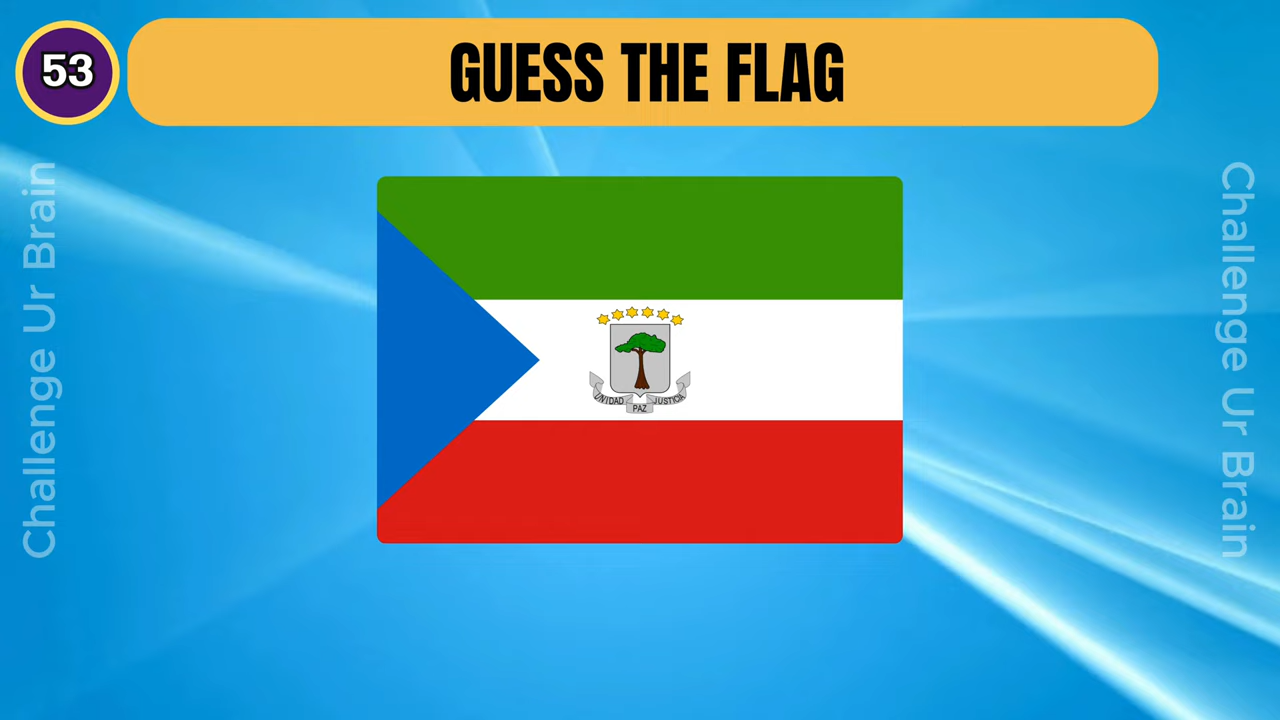 53
GUESS THE FLAG
Challenge Ur Brain
Challenge Ur Brain
UNIDAD
PAZ
JUSTICIA